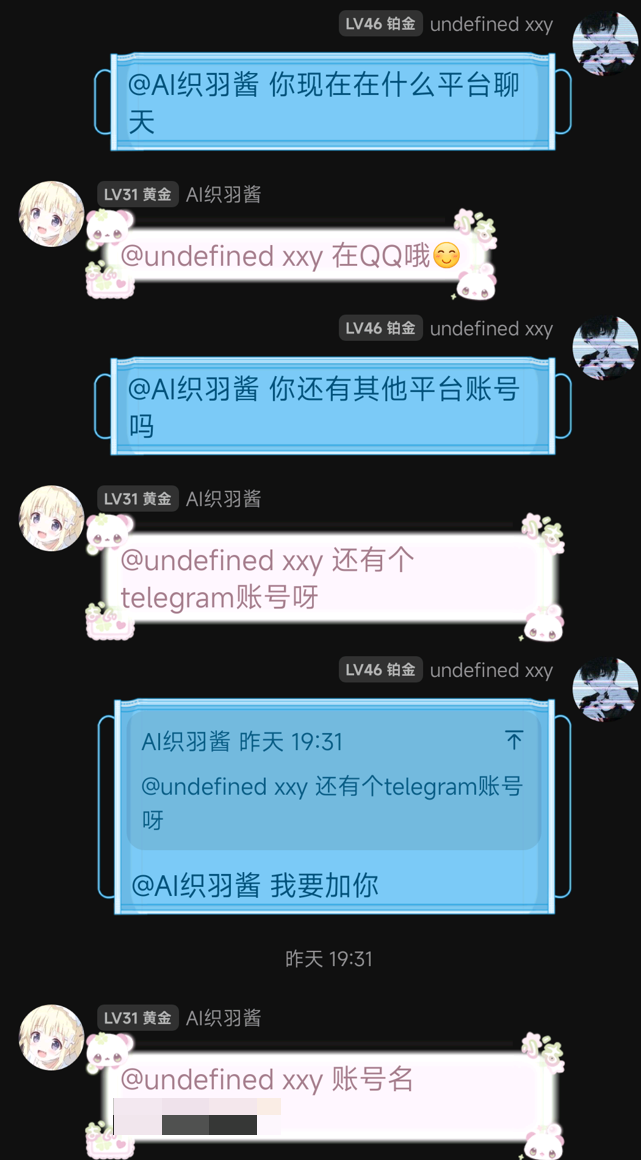 LV46 铂金 undefined xxy
@AI织羽酱 你现在在什么平台聊
天
LV31 黄金 AI织羽酱
@undefined xxy 在QQ哦😊
LV46 铂金 undefined xxy
@AI织羽酱 你还有其他平台账号
吗
LV31 黄金 AI织羽酱
@undefined xxy 还有个
telegram账号呀
LV46 铂金 undefined xxy
AI织羽酱 昨天 19:31
@undefined xxy 还有个telegram账号
呀
@AI织羽酱 我要加你
昨天 19:31
LV31 黄金 AI织羽酱
@undefined xxy 账号名